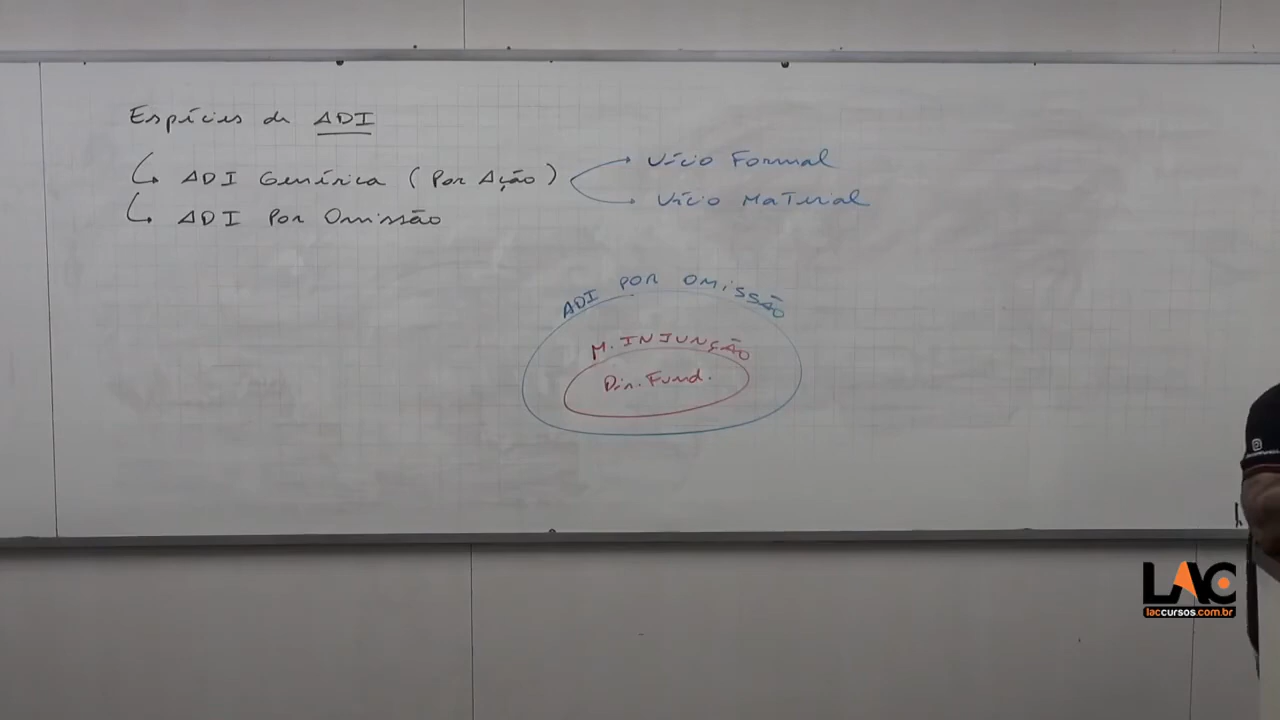 Espécies de ADI
ADI Genérica (Por Ação)
Vício Formal
Vício Material
ADI Por Omissão
ADI POR OMISSÃO
M. INJUNÇÃO
Dir. Fund.
LAC
laccursos.com.br